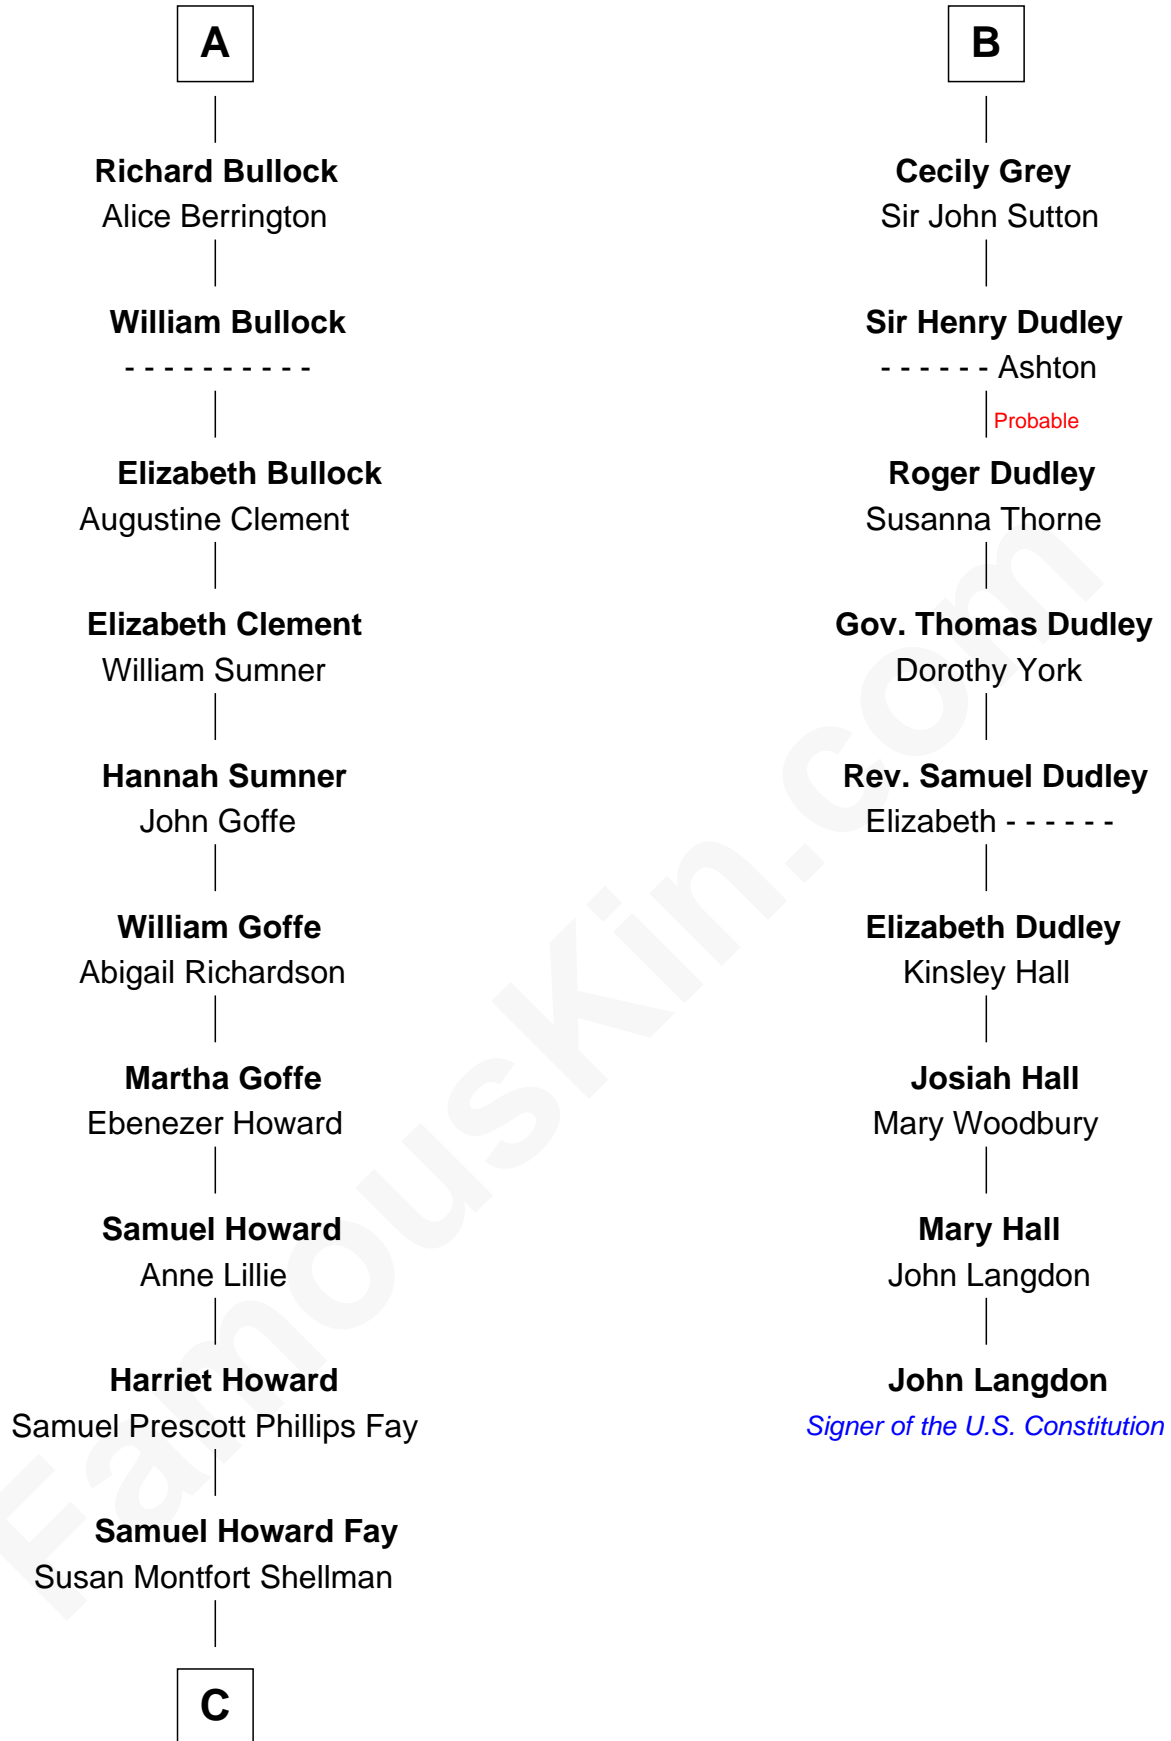 A
Richard Bullock
Alice Berrington
William Bullock
- - - - - - - - - -
Elizabeth Bullock
Augustine Clement
Elizabeth Clement
William Sumner
Hannah Sumner
John Goffe
William Goffe
Abigail Richardson
Martha Goffe
Ebenezer Howard
Samuel Howard
Anne Lillie
Harriet Howard
Samuel Prescott Phillips Fay
Samuel Howard Fay
Susan Montfort Shellman
C
B
Cecily Grey
Sir John Sutton
Sir Henry Dudley
- - - - - - Ashton
Probable
Roger Dudley
Susanna Thorne
Gov. Thomas Dudley
Dorothy York
Rev. Samuel Dudley
Elizabeth - - - - - -
Elizabeth Dudley
Kinsley Hall
Josiah Hall
Mary Woodbury
Mary Hall
John Langdon
John Langdon
Signer of the U.S. Constitution
FamousKin.com